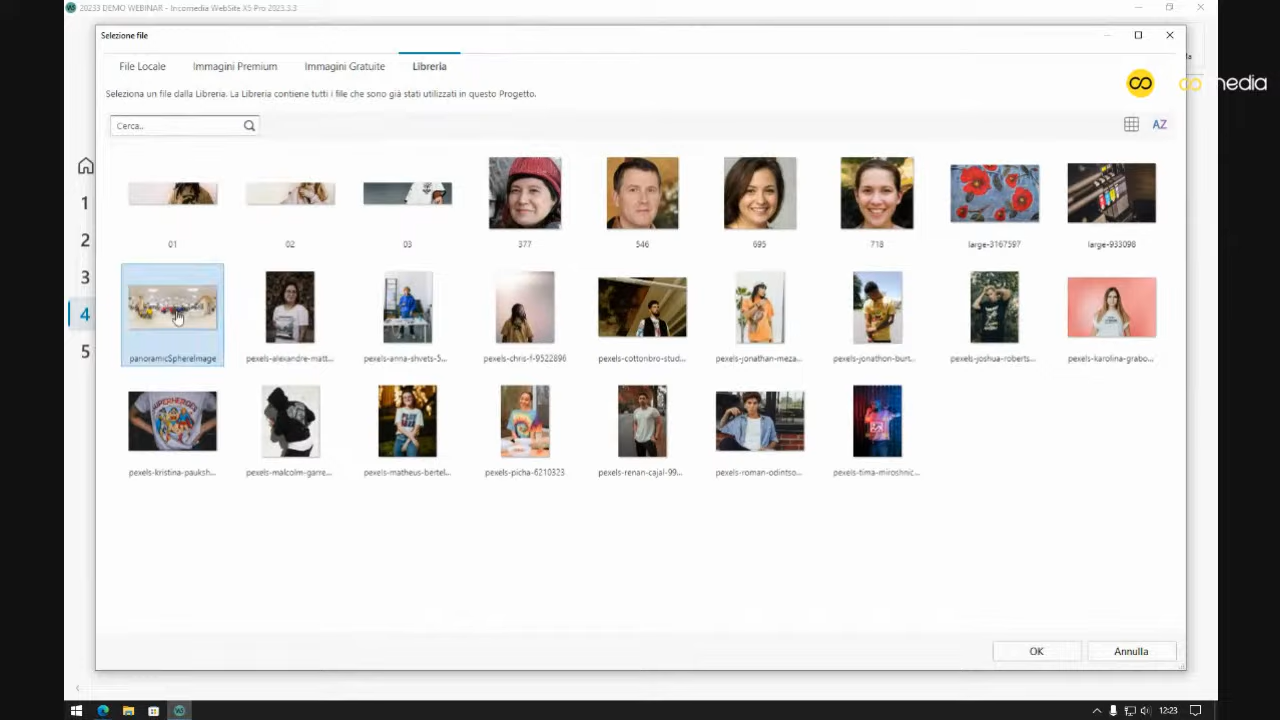 20233 DEMO WEBINAR - Incomedia WebSite X5 Pro 2023.3.3
Selezione file
File Locale
Immagini Premium
Immagini Gratuite
Libreria
Seleziona un file dalla Libreria. La Libreria contiene tutti i file che sono già stati utilizzati in questo Progetto.
Cerca..
AZ
01
02
03
377
546
695
718
large-3167597
large-933098
panoramicSphereImage
pexels-alexandre-matt...
pexels-anna-shvets-5...
pexels-chris-f-9522896
pexels-cottonbro-stud...
pexels-jonathan-meza...
pexels-jonathon-burt...
pexels-joshua-roberts...
pexels-karolina-grabo...
SUPERHEROES
pexels-kristina-pauksh...
pexels-malcolm-garre...
pexels-matheus-bertel...
pexels-picha-6210323
pexels-renan-cajal-99...
pexels-roman-odintso...
pexels-tima-miroshnic...
1
2
3
4
5
OK
Annulla
12:23